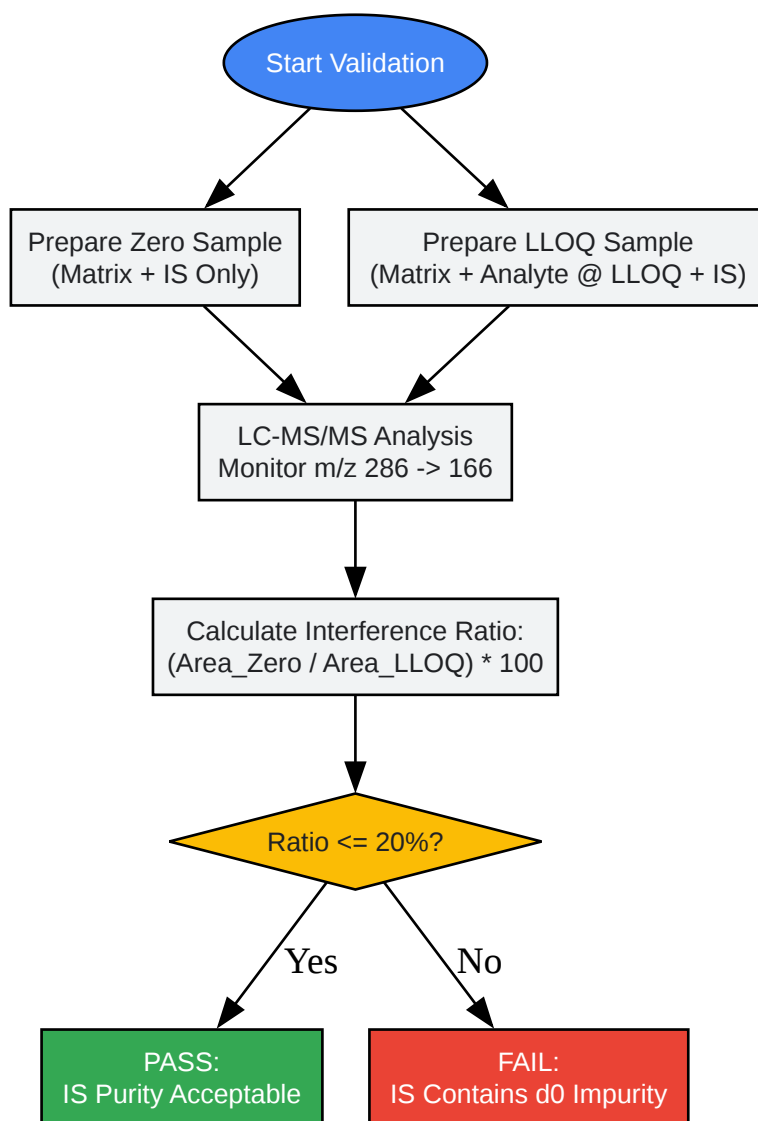 Start Validation
Prepare Zero Sample
(Matrix + IS Only)
Prepare LLOQ Sample
(Matrix + Analyte @ LLOQ + IS)
LC-MS/MS Analysis
Monitor m/z 286 -> 166
Calculate Interference Ratio:
(Area_Zero / Area_LLOQ) * 100
Ratio <= 20%?
Yes
No
PASS:
IS Purity Acceptable
FAIL:
IS Contains d0 Impurity